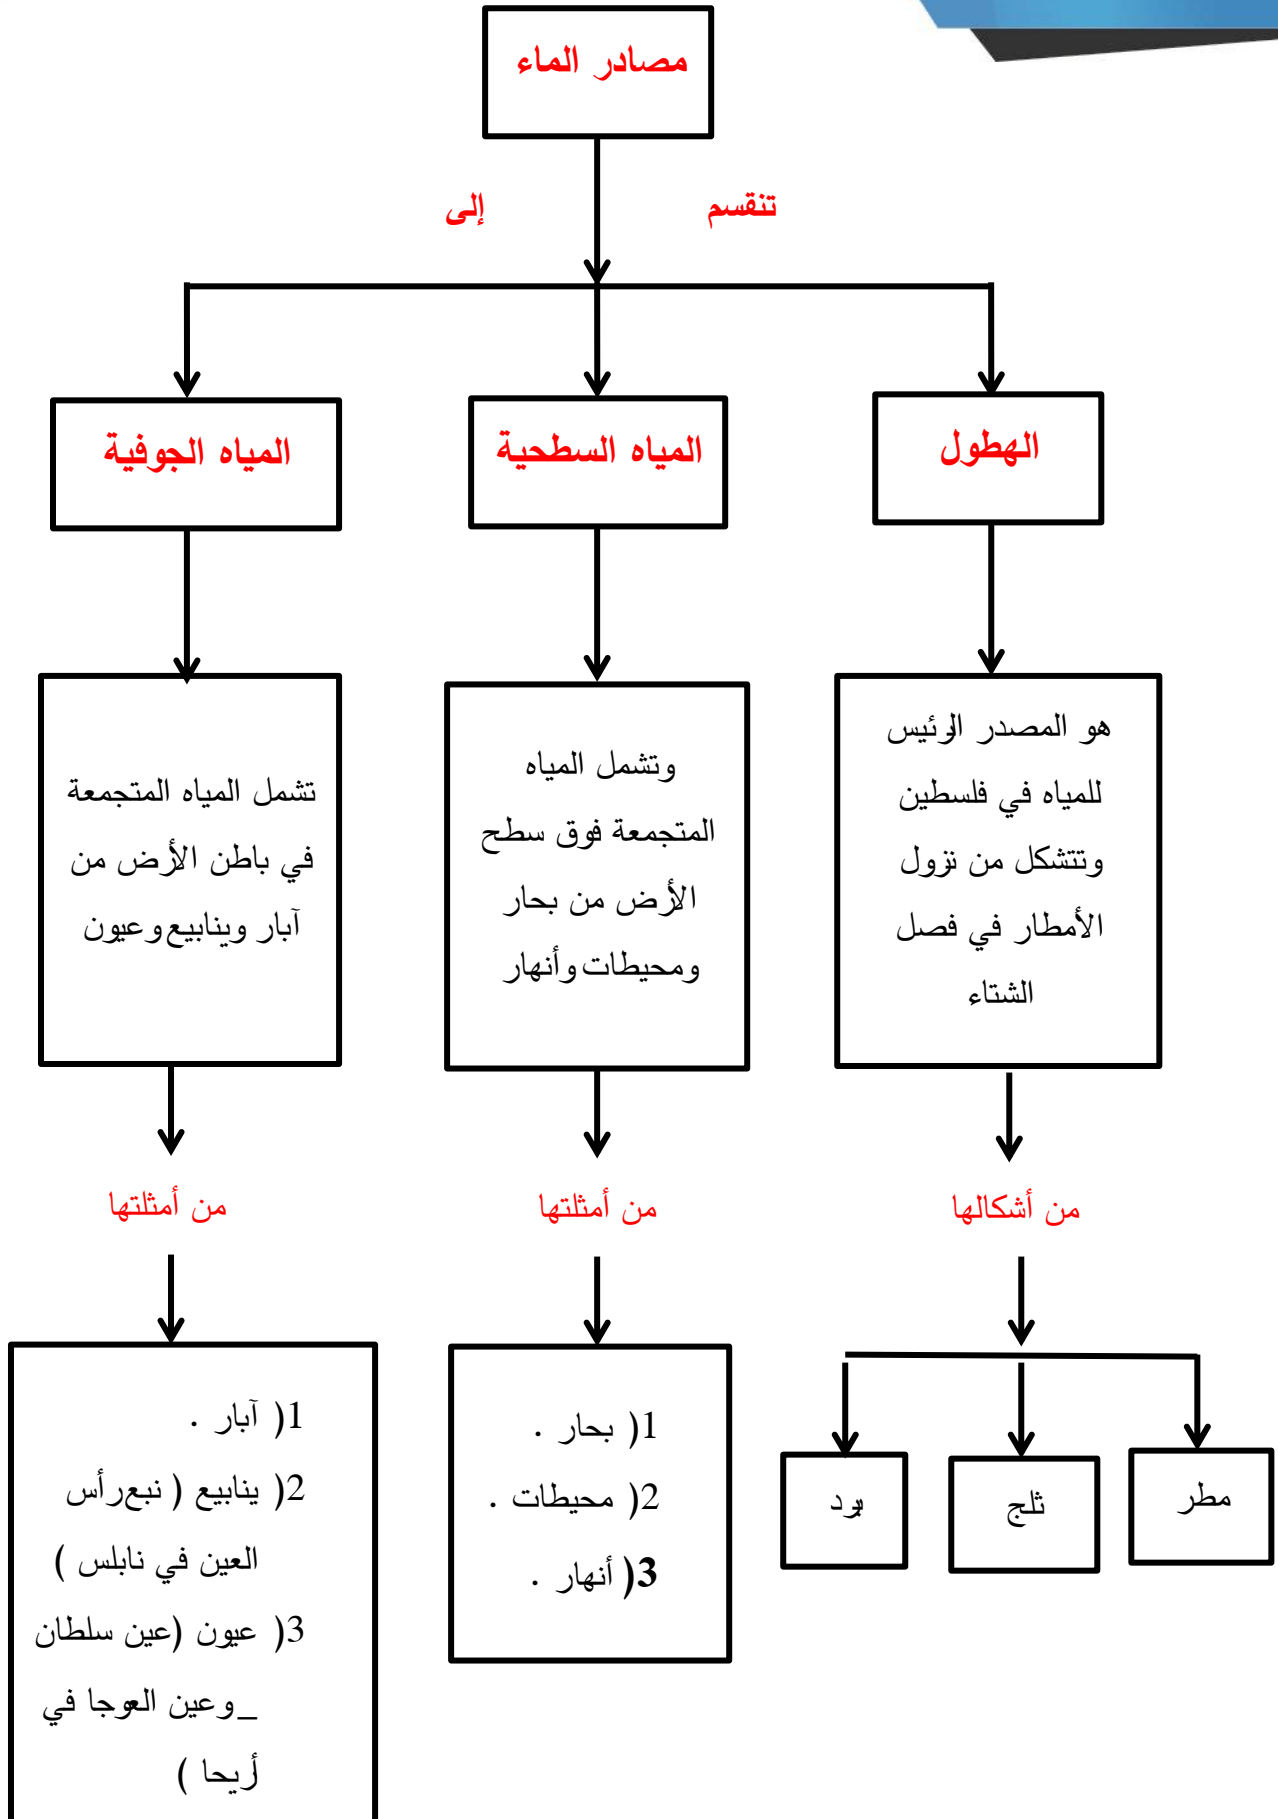 مصادر الماء
تنقسم إلى
الهطول
المياه السطحية
المياه الجوفية
هو المصدر الرئيس
للمياه في فلسطين
وتتشكل من نزول
الأمطار في فصل
الشتاء
وتشمل المياه
المتجمعة فوق سطح
الأرض من بحار
ومحيطات وأنهار
تشمل المياه المتجمعة
في باطن الأرض من
آبار وينابيع وعيون
من أشكالها
من أمثلتها
من أمثلتها
مطر
ثلج
برد
1) بحار .
2) محيطات .
3) أنهار .
1) آبار .
2) ينابيع ( نبع رأس
العين في نابلس )
3) عيون (عين سلطان
_وعين العوجا في
أريحا )